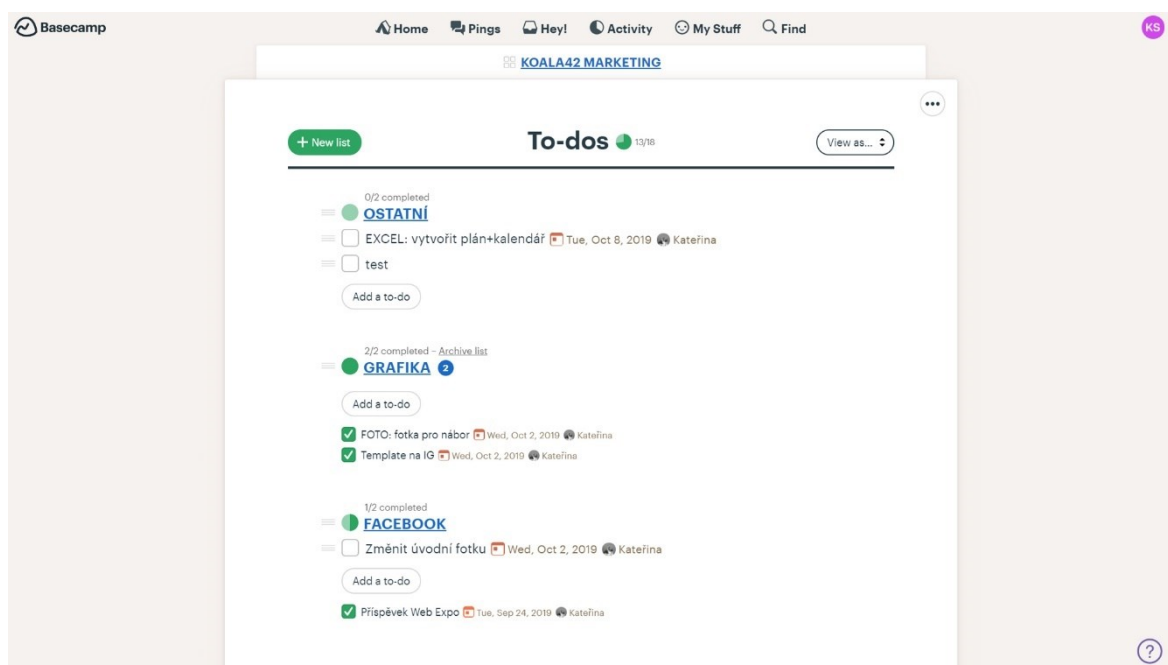 Basecamp
Home Pings Hey! Activity My Stuff Find
KS
KOALA42 MARKETING
+ New list
To-dos 13/18
View as...
0/2 completed
OSTATNÍ
EXCEL: vytvořit plán+kalendář Tue, Oct 8, 2019 Kateřina
test
Add a to-do
2/2 completed - Archive list
GRAFIKA 2
Add a to-do
FOTO: fotka pro nábor Wed, Oct 2, 2019 Kateřina
Template na IG Wed, Oct 2, 2019 Kateřina
1/2 completed
FACEBOOK
Změnit úvodní fotku Wed, Oct 2, 2019 Kateřina
Add a to-do
Příspěvek Web Expo Tue, Sep 24, 2019 Kateřina
?